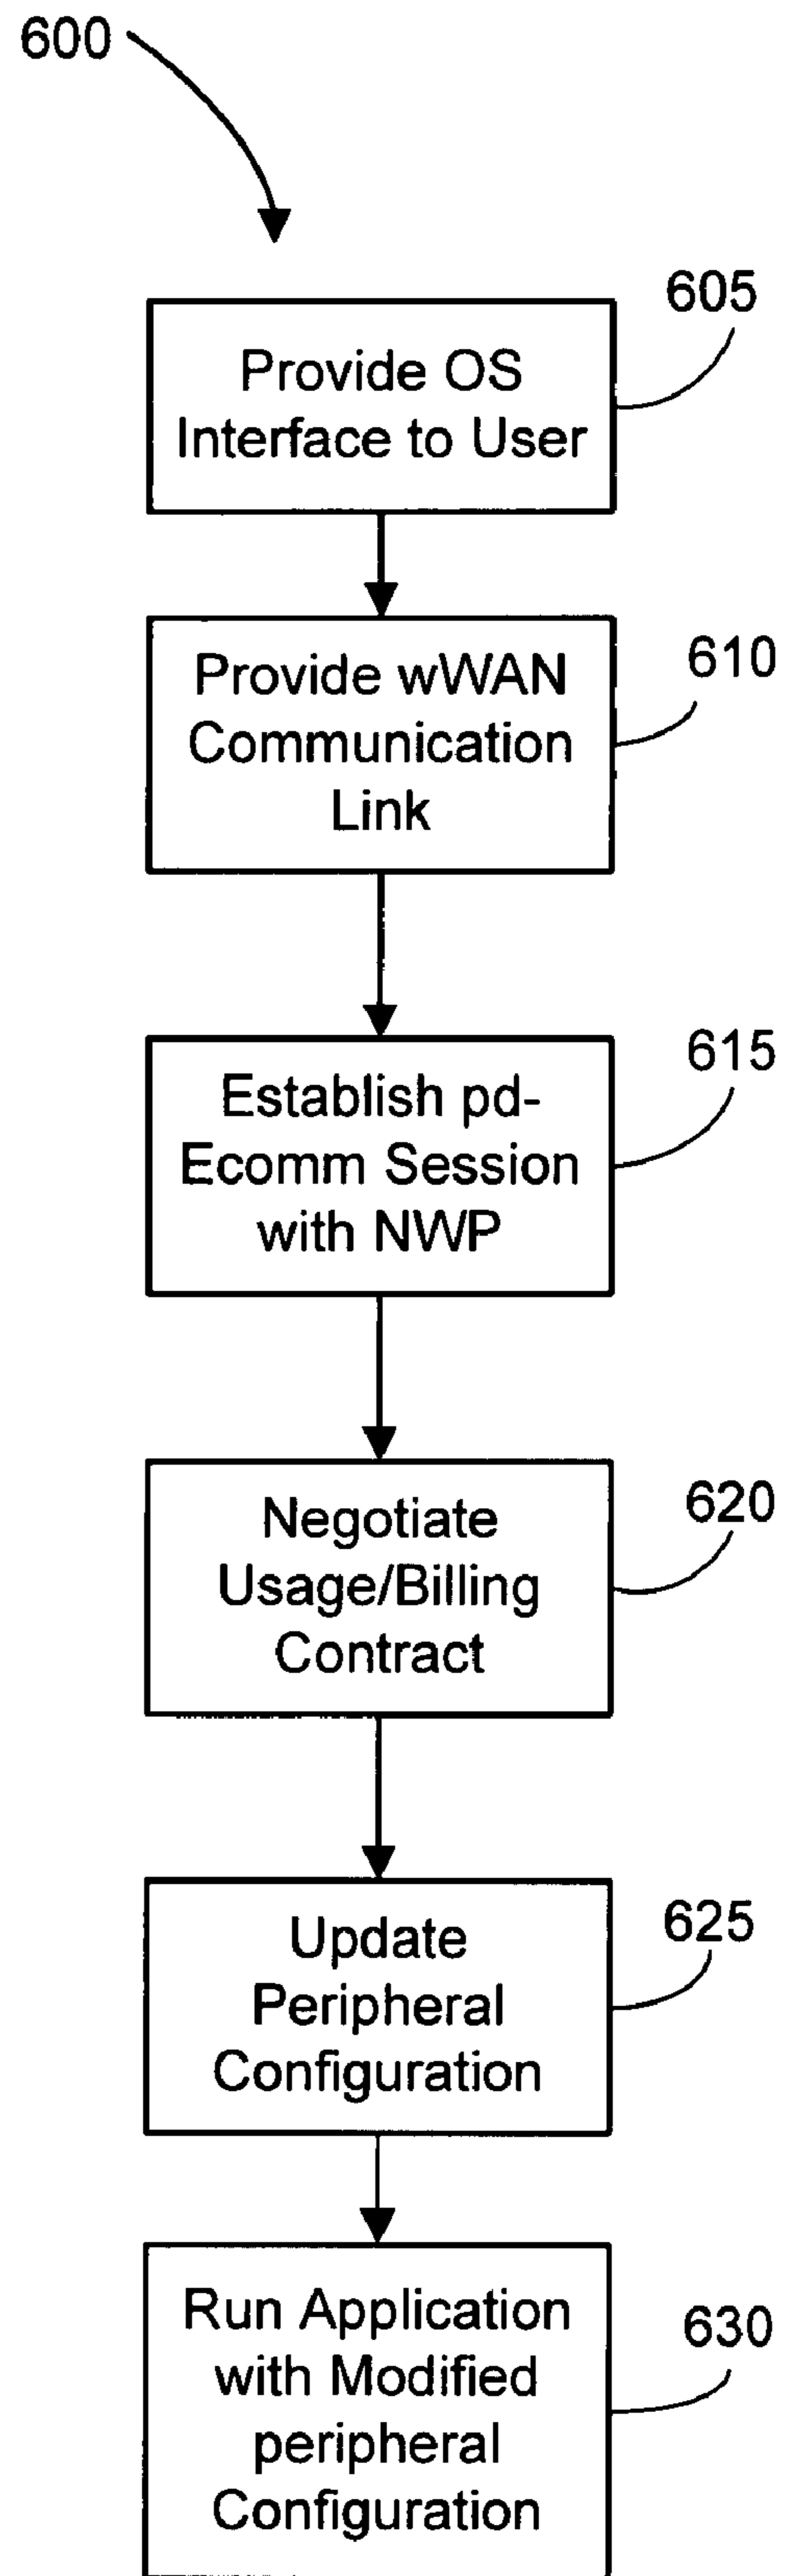 600
605
Provide OS
Interface to User
610
Provide wWAN
Communication
Link
615
Establish pd-
Ecomm Session
with NWP
620
Negotiate
Usage/Billing
Contract
625
Update
Peripheral
Configuration
630
Run Application
with Modified
peripheral
Configuration